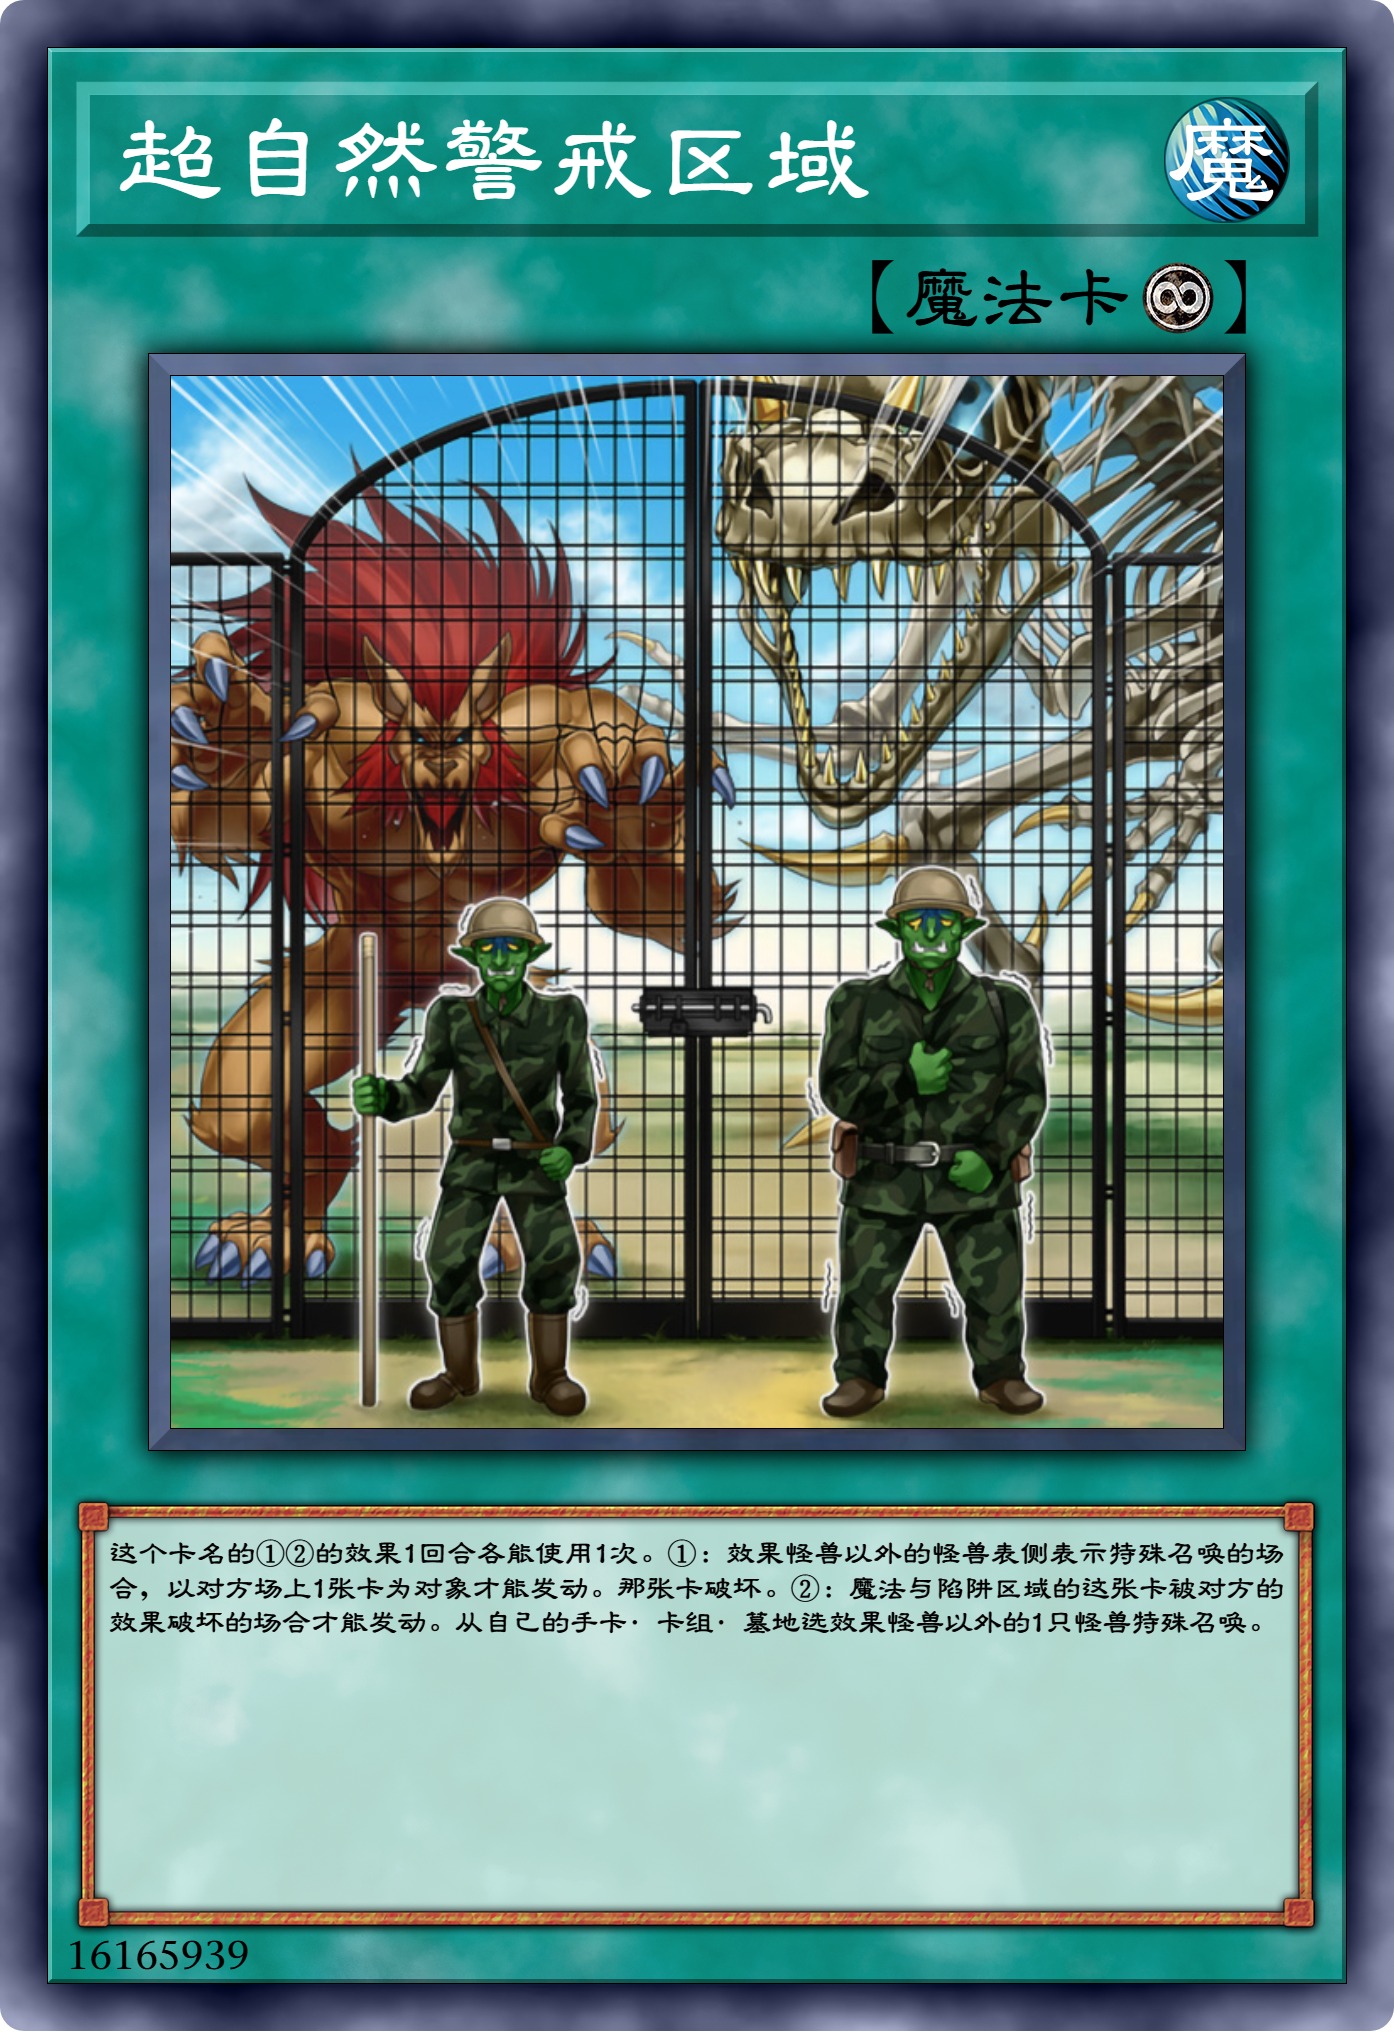 超自然警戒区域 魔
【魔法卡】
这个卡名的①②的效果1回合各能使用1次。①：效果怪兽以外的怪兽表侧表示特殊召唤的场
合，以对方场上1张卡为对象才能发动。那张卡破坏。②：魔法与陷阱区域的这张卡被对方的
效果破坏的场合才能发动。从自己的手卡·卡组·墓地选效果怪兽以外的1只怪兽特殊召唤。
16165939